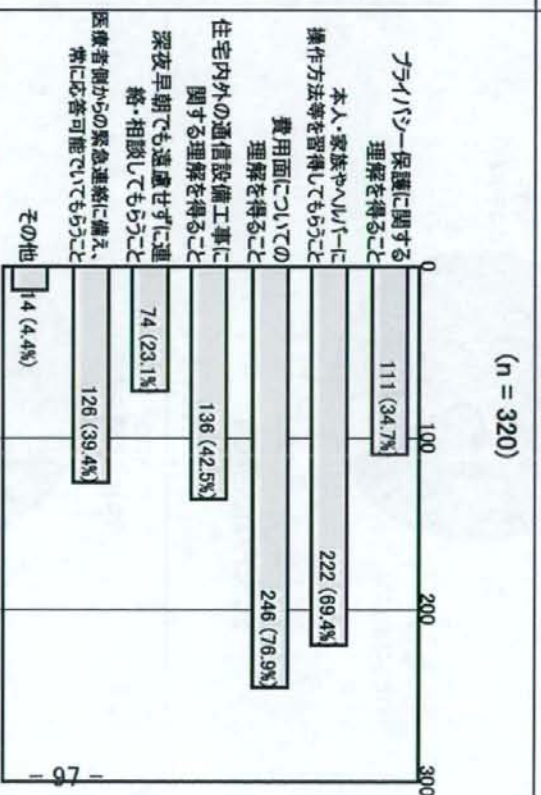 (n = 320)
0
100
200
300
プライバシー保護に関する
理解を得ること
111 (34.7%)
本人・家族やヘルパーに
操作方法等を習得してもらうこと
222 (69.4%)
費用面についての
理解を得ること
246 (76.9%)
住宅内外の通信設備工事に
関する理解を得ること
136 (42.5%)
深夜早朝でも遠慮せずに連
絡・相談してもらうこと
74 (23.1%)
医療者側からの緊急連絡に備え、
常に応答可能でいてもらうこと
126 (39.4%)
その他
14 (4.4%)
- 97 -